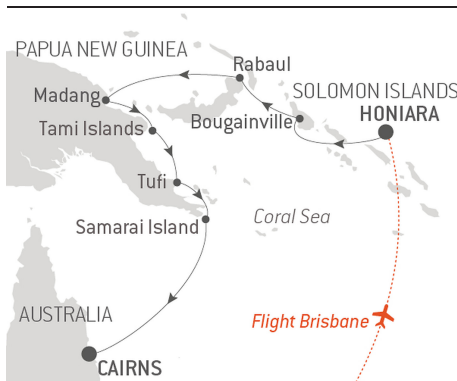 PAPUA NEW GUINEA
Rabaul
SOLOMON ISLANDS
Madang
HONIARA
Tami Islands
Bougainville
Tufi
Samarai Island
Coral Sea
AUSTRALIA
Flight Brisbane
CAIRNS